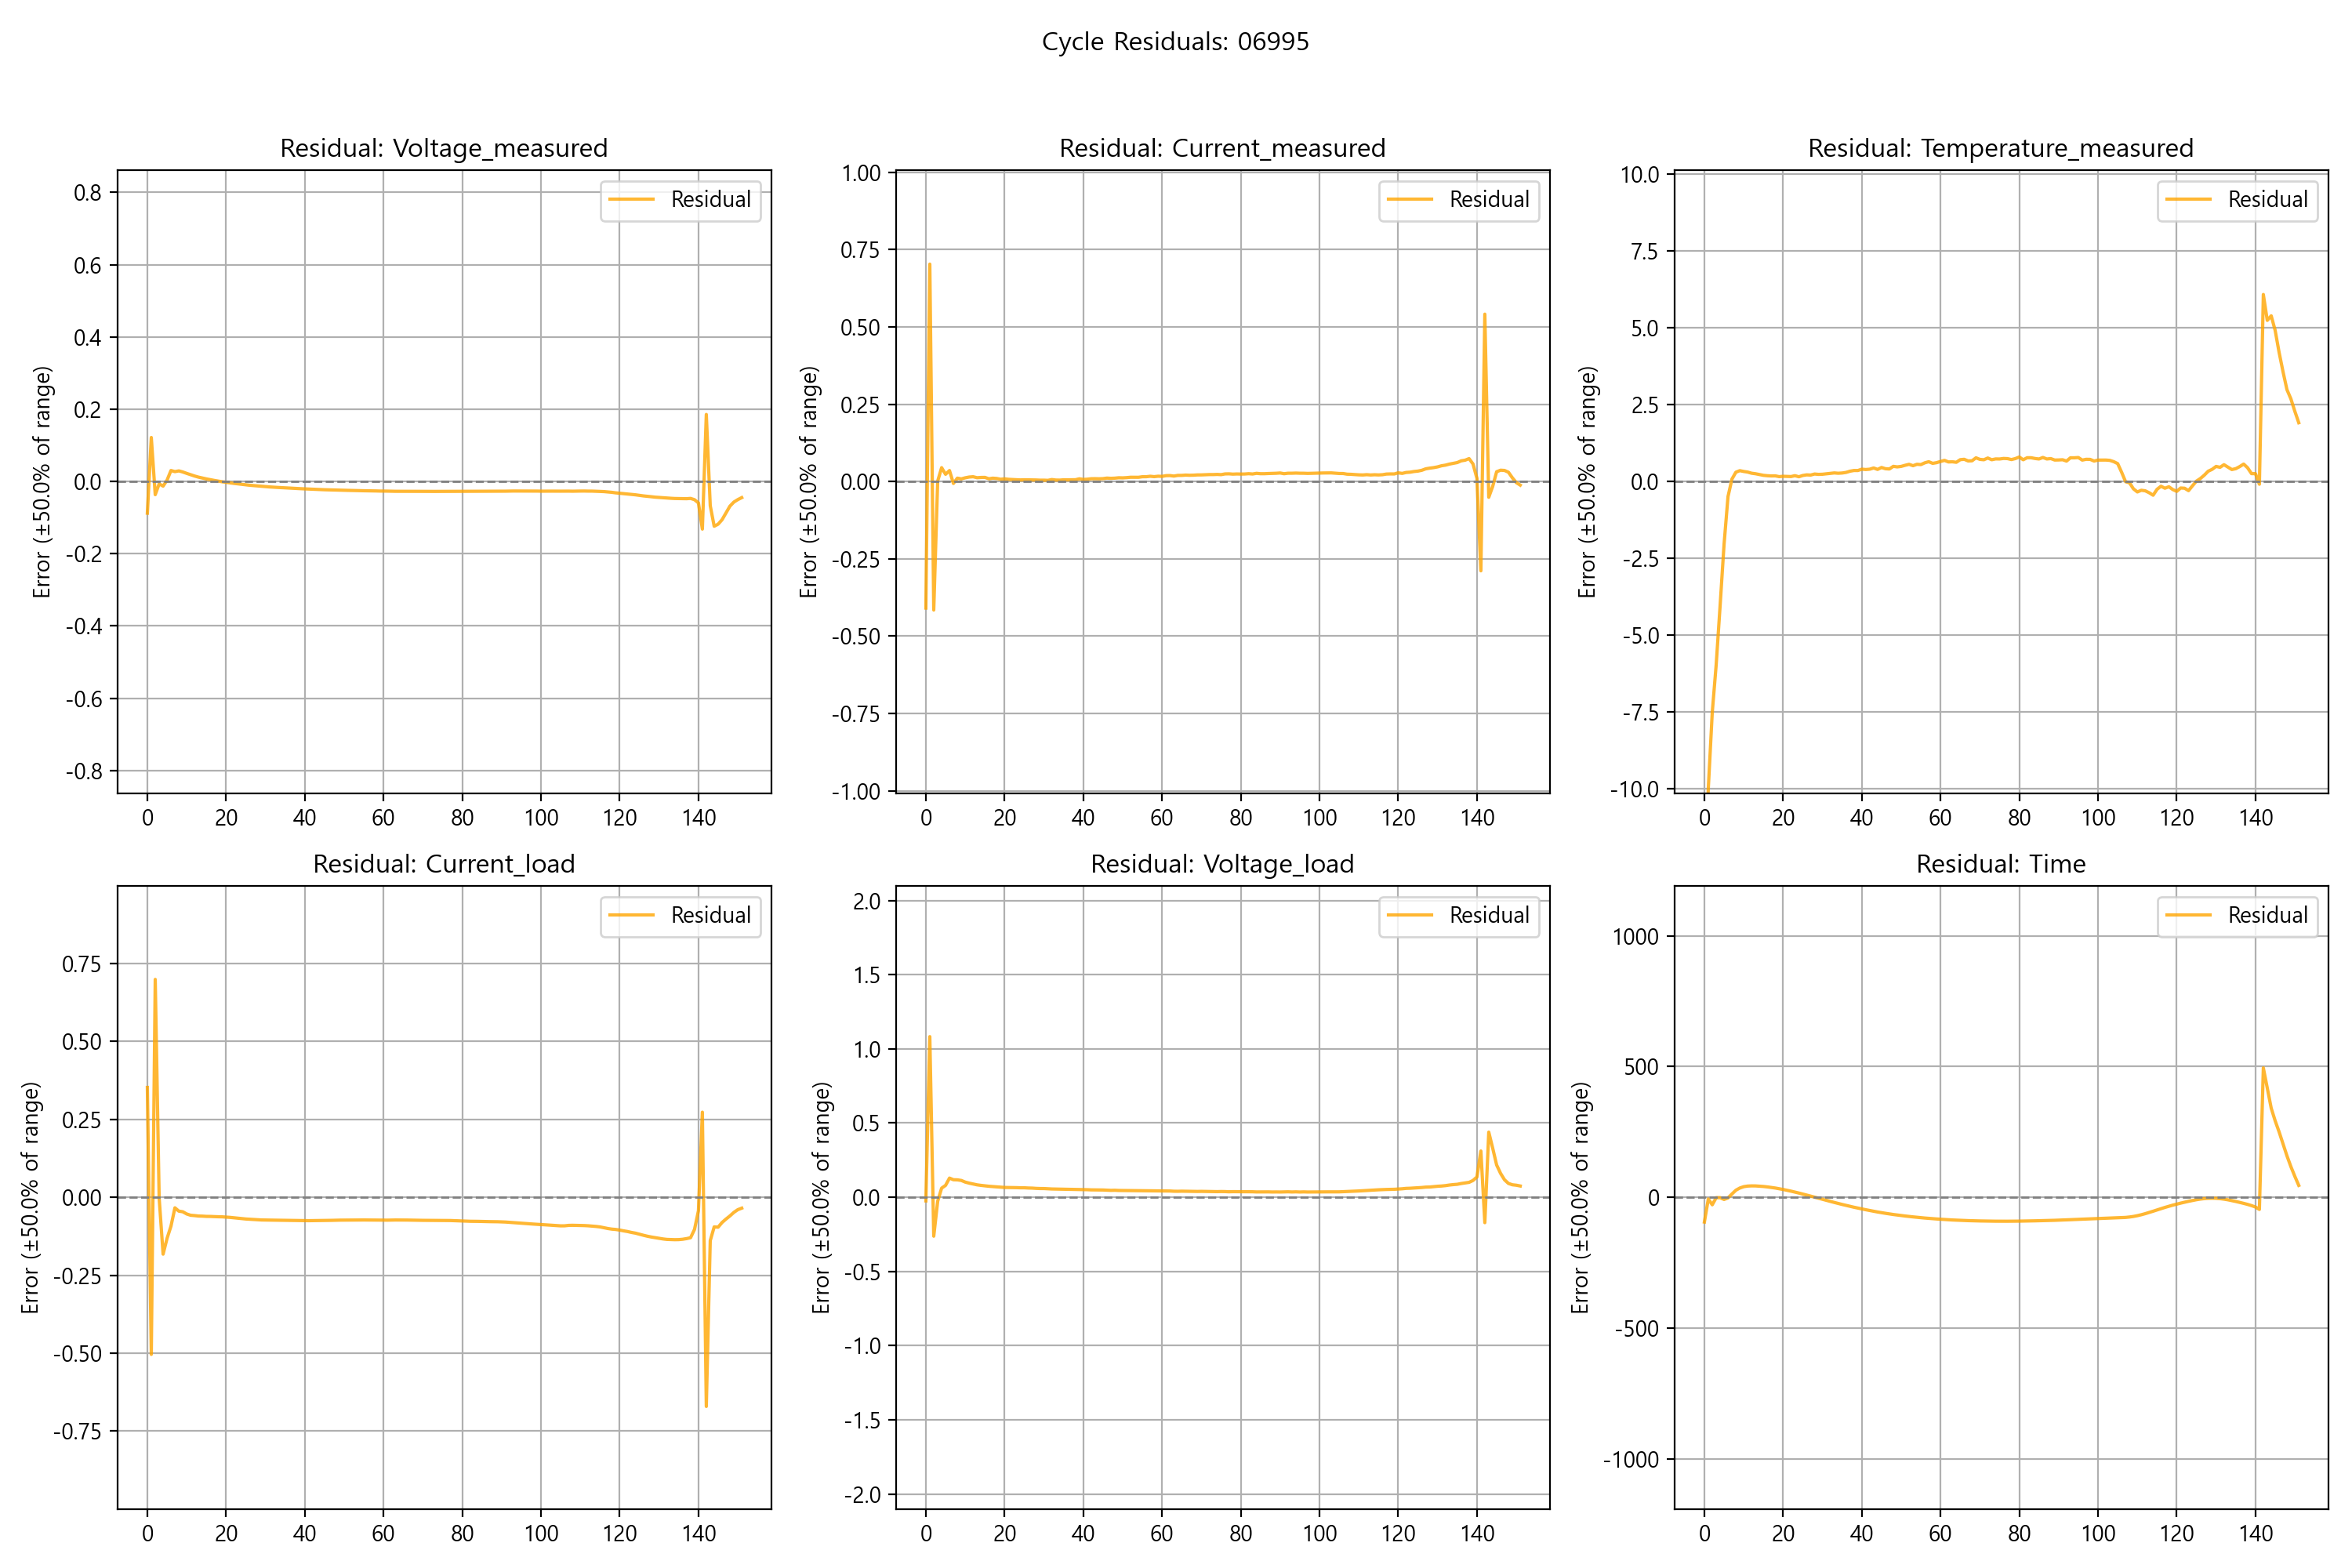 Cycle Residuals: 06995
Residual: Voltage_measured
Error (±50.0% of range)
0.8
0.6
0.4
0.2
0.0
-0.2
-0.4
-0.6
-0.8
Residual
0 20 40 60 80 100 120 140
Residual: Current_measured
Error (±50.0% of range)
1.00
0.75
0.50
0.25
0.00
-0.25
-0.50
-0.75
-1.00
Residual
0 20 40 60 80 100 120 140
Residual: Temperature_measured
Error (±50.0% of range)
10.0
7.5
5.0
2.5
0.0
-2.5
-5.0
-7.5
-10.0
Residual
0 20 40 60 80 100 120 140
Residual: Current_load
Error (±50.0% of range)
0.75
0.50
0.25
0.00
-0.25
-0.50
-0.75
Residual
0 20 40 60 80 100 120 140
Residual: Voltage_load
Error (±50.0% of range)
2.0
1.5
1.0
0.5
0.0
-0.5
-1.0
-1.5
-2.0
Residual
0 20 40 60 80 100 120 140
Residual: Time
Error (±50.0% of range)
1000
500
0
-500
-1000
Residual
0 20 40 60 80 100 120 140